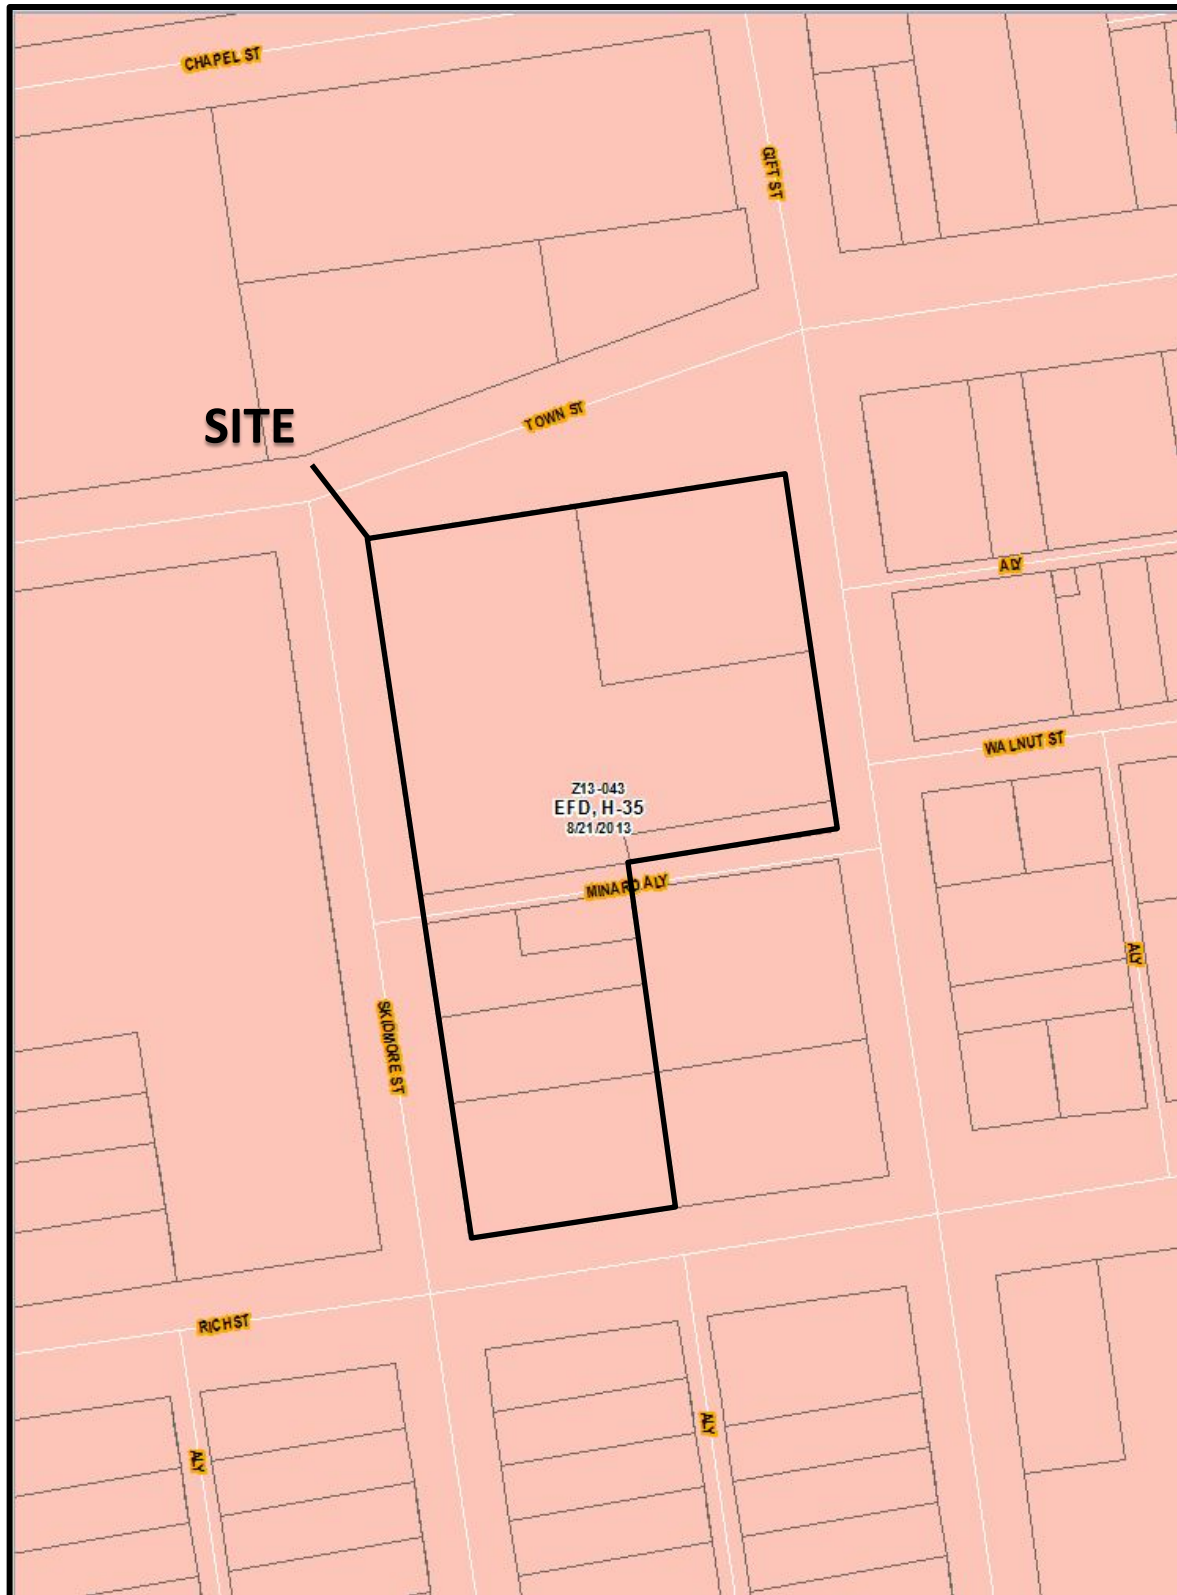 CHAPEL ST
GIFT ST
SITE
TOWN ST
ALY
WALNUT ST
Z13-043
EFD, H-35
8/21/2013
MINARD ALY
ALY
SKIDMORE ST
RICH ST
ALY
ALY